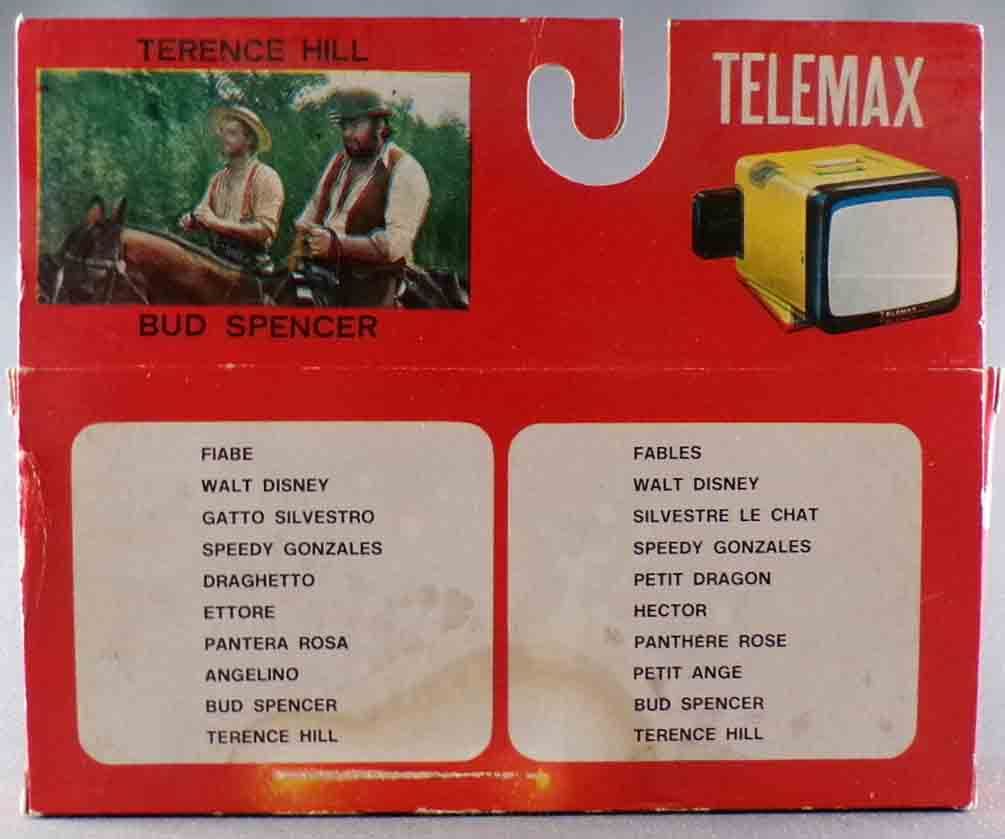 TERENCE HILL
BUD SPENCER
TELEMAX
TELEMAX
FIABE
WALT DISNEY
GATTO SILVESTRO
SPEEDY GONZALES
DRAGHETTO
ETTORE
PANTERA ROSA
ANGELINO
BUD SPENCER
TERENCE HILL
FABLES
WALT DISNEY
SILVESTRE LE CHAT
SPEEDY GONZALES
PETIT DRAGON
HECTOR
PANTHÈRE ROSE
PETIT ANGE
BUD SPENCER
TERENCE HILL